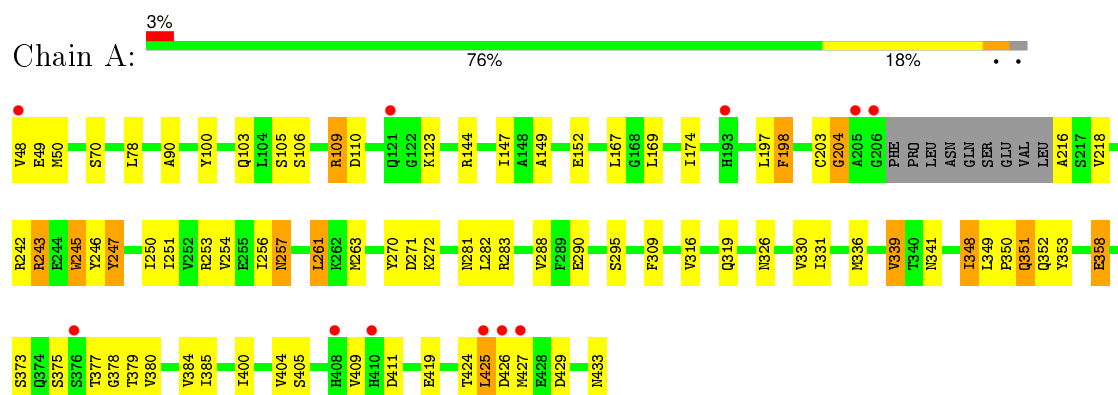 3%
Chain A:
76% 18% • •
V48 E49 M50 S70 L78 A90 Y100 Q103 L104 S105 S106 R109 D110 Q121 G122 K123 R144 I147 A148 A149 E152 L167 G168 L169 I174 H193 L197 F198 C203 G204 A205 G206 PHE PRO LEU ASN GLN SER GLU VAL LEU A216 S217 V218
R242 R243 E244 W245 Y246 Y247 I250 I251 V252 R253 V254 E255 I256 N257 L261 K262 M263 Y270 D271 K272 N281 L282 R283 V288 F289 E290 S295 F309 V316 Q319 N326 V330 I331 M336 V339 T340 N341 I348 L349 P350 Q351 Q352 Y353 E358
S373 Q374 S375 S376 T377 G378 T379 V380 V384 I385 I400 V404 S405 H408 V409 H410 D411 E419 T424 L425 D426 M427 E428 D429 N433